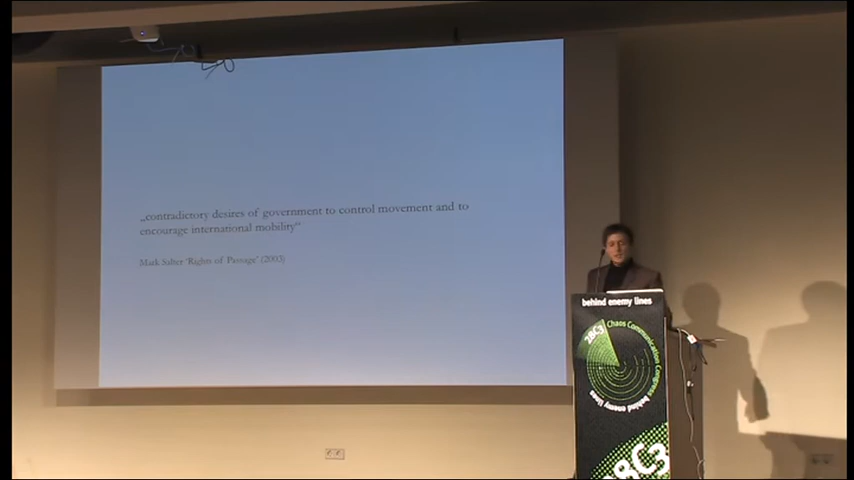 „contradictory desires of government to control movement and to
encourage international mobility“
Mark Salter 'Rights of Passage' (2003)
behind enemy lines
28C3 Chaos Communication Congress
behind enemy lines
28C3